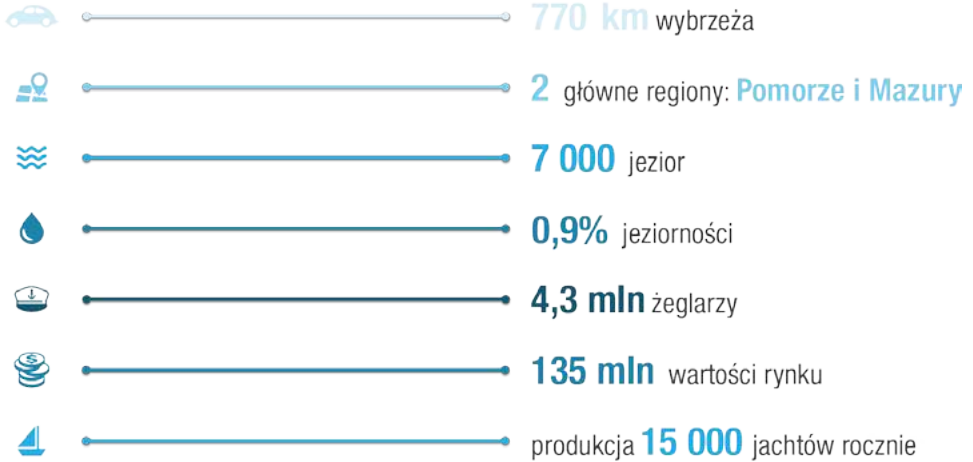 770 km wybrzeża
2 główne regiony: Pomorze i Mazury
7 000 jezior
0,9% jeziorności
4,3 mln żeglarzy
135 mln wartości rynku
produkcja 15 000 jachtów rocznie